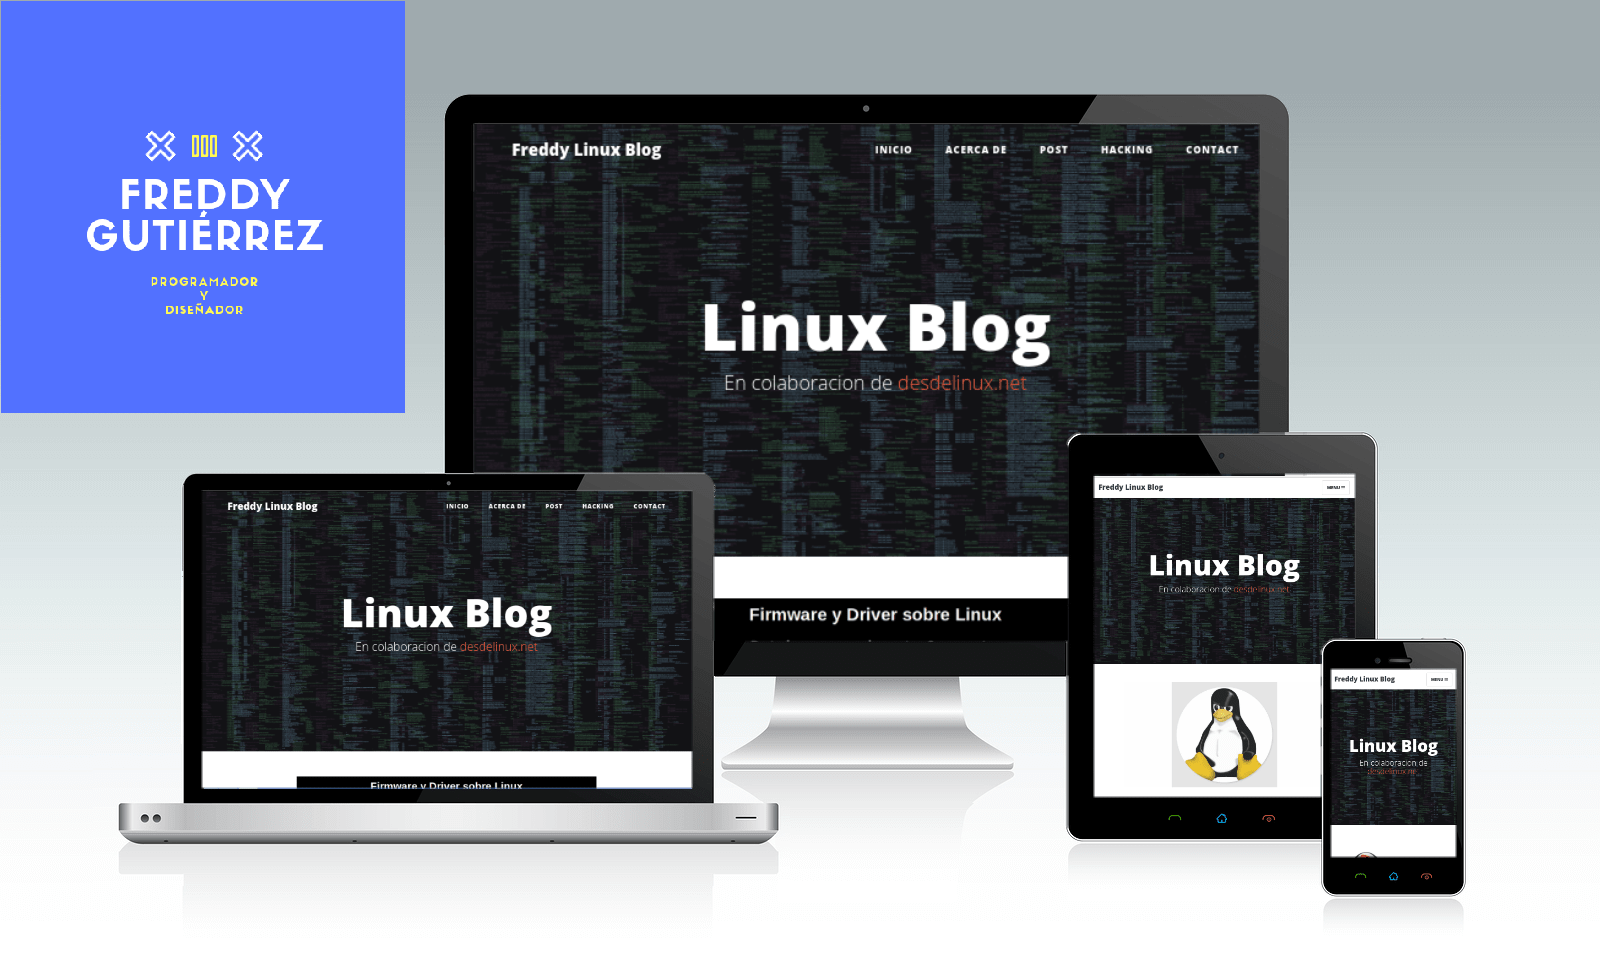 FREDDY
GUTIÉRREZ
PROGRAMADOR
Y
DISEÑADOR
Freddy Linux Blog
INICIO ACERCA DE POST HACKING CONTACT
Linux Blog
En colaboracion de desdelinux.net
Firmware y Driver sobre Linux
Freddy Linux Blog
INICIO ACERCA DE POST HACKING CONTACT
Linux Blog
En colaboracion de desdelinux.net
Firmware y Driver sobre Linux
Freddy Linux Blog
MENU
Linux Blog
En colaboracion de desdelinux.net
Freddy Linux Blog
MENU
Linux Blog
En colaboracion de